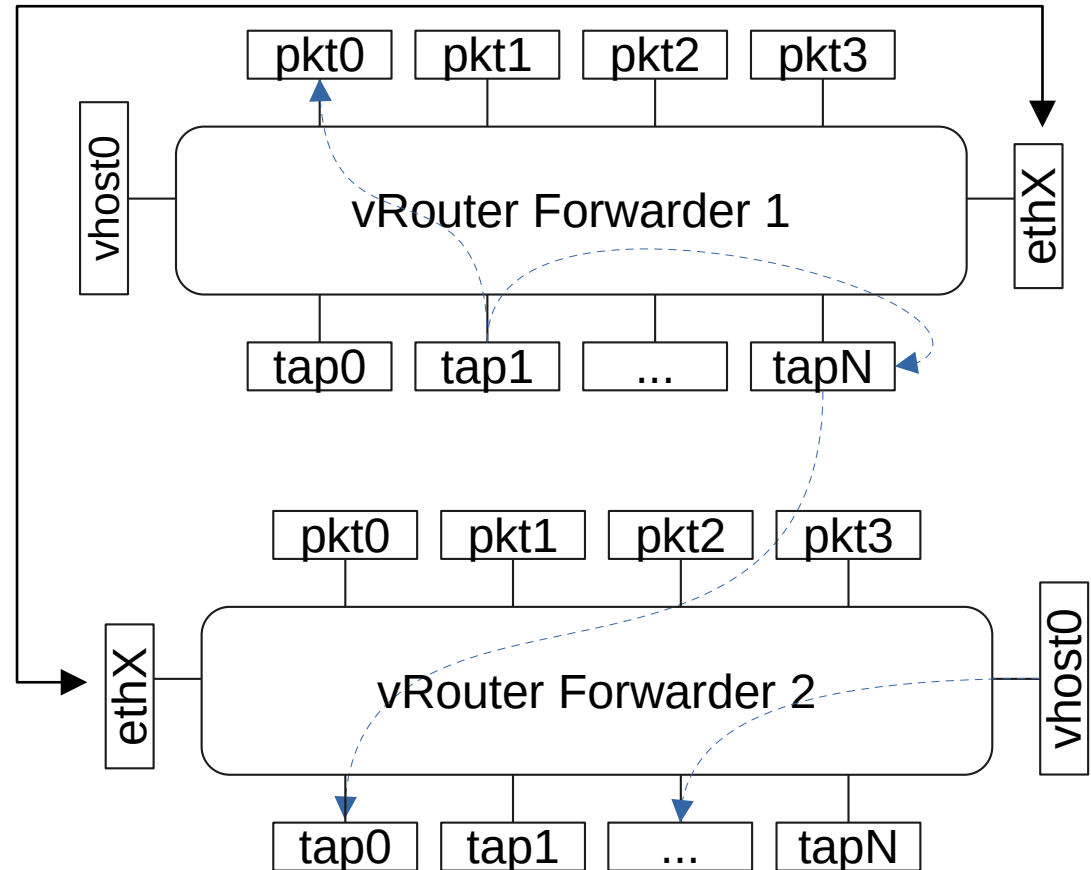 pkt0
pkt1
pkt2
pkt3
vhost0
vRouter Forwarder 1
ethX
tap0
tap1
...
tapN
pkt0
pkt1
pkt2
pkt3
ethX
vRouter Forwarder 2
vhost0
tap0
tap1
...
tapN